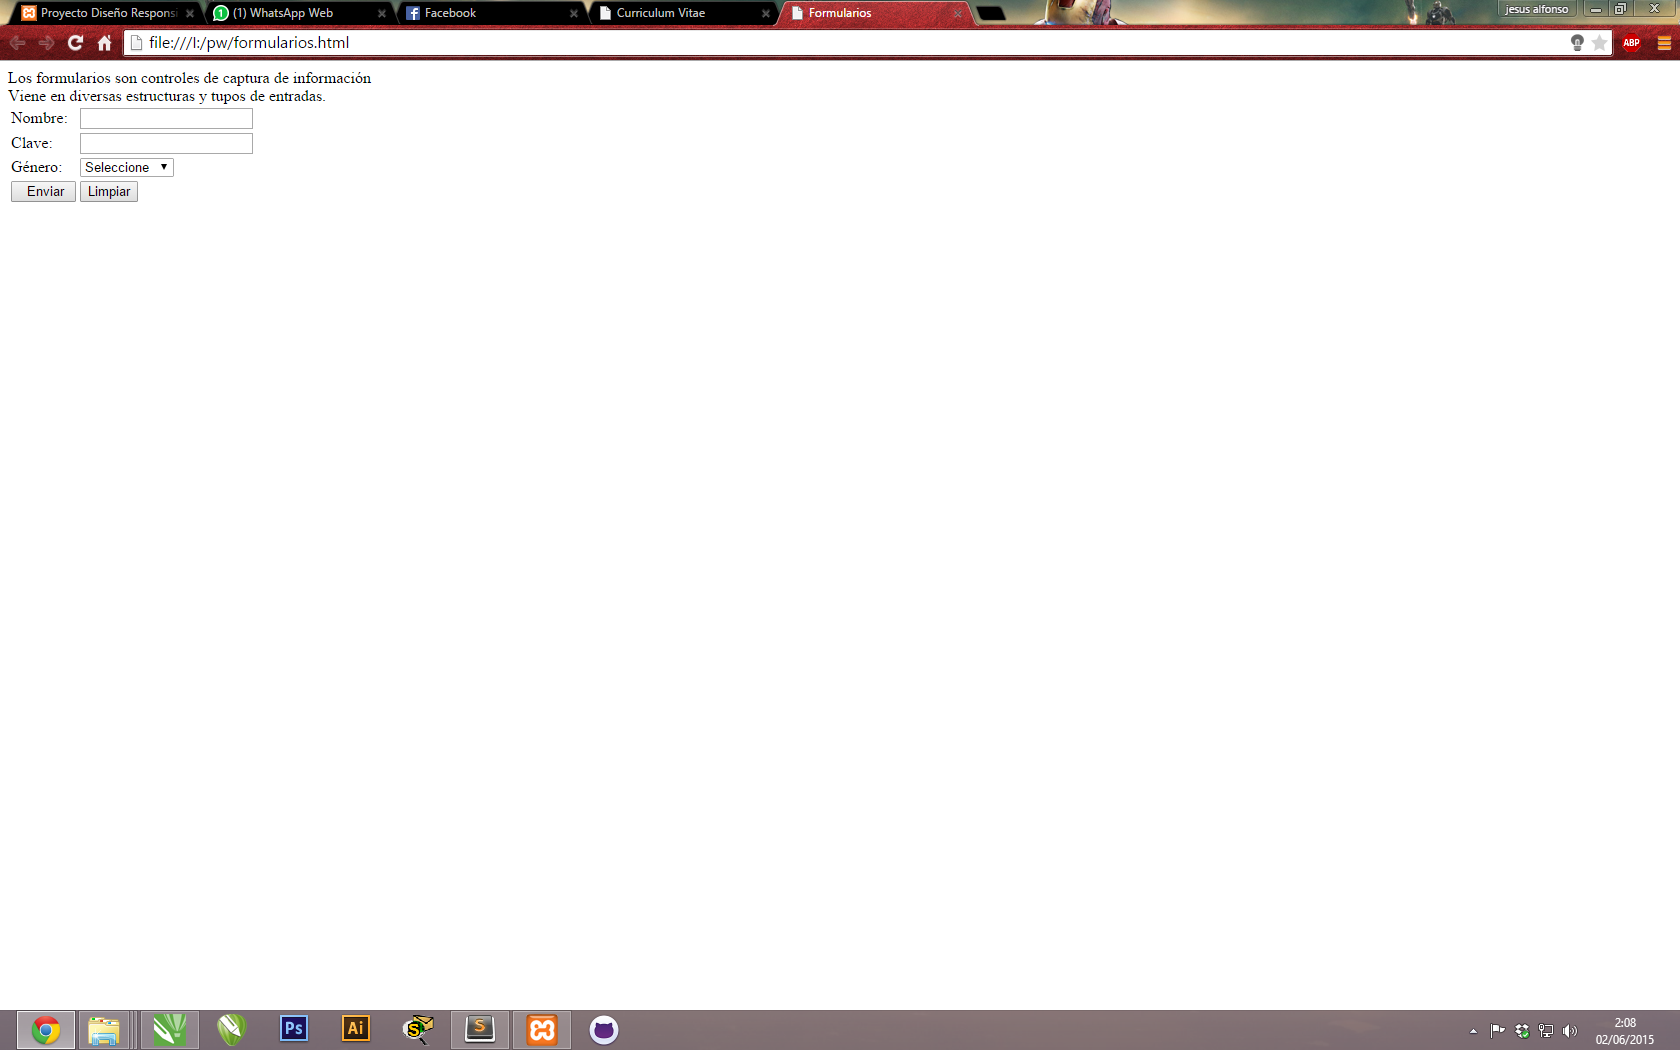 Proyecto Diseño Responsi
1 (1) WhatsApp Web
Facebook
Curriculum Vitae
Formularios
jesus alfonso
file:///I:/pw/formularios.html
ABP
Los formularios son controles de captura de información
Viene en diversas estructuras y tupos de entradas.
Nombre:
Clave:
Género: Seleccione
Enviar Limpiar
Ps
Ai
S
S
2:08
02/06/2015